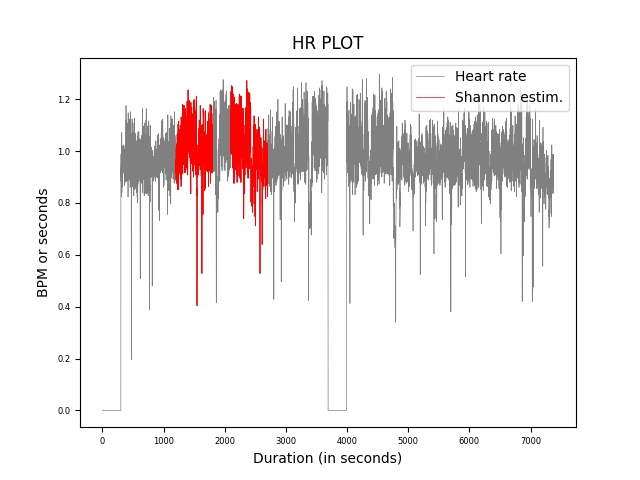 HR PLOT
Heart rate
Shannon estim.
BPM or seconds
1.2
1.0
0.8
0.6
0.4
0.2
0.0
0 1000 2000 3000 4000 5000 6000 7000
Duration (in seconds)